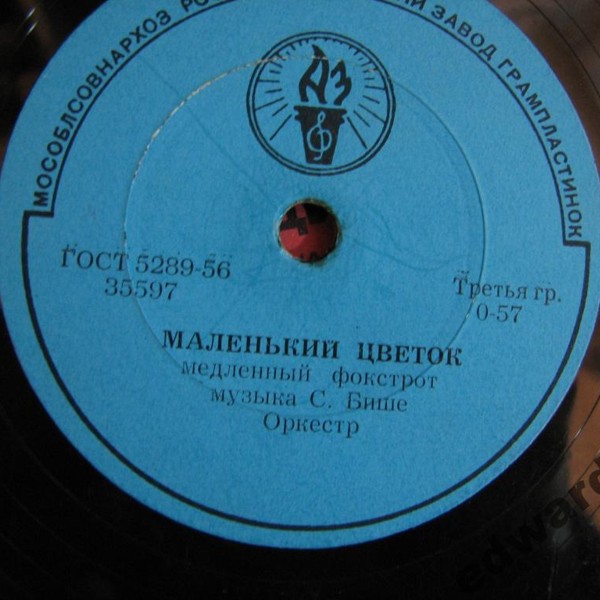 МОСОБЛСОВНАРХОЗ
ЗАВОД ГРАМПЛАСТИНОК
АЗ
ГОСТ 5289-56
35597
Третья гр.
0-57
МАЛЕНЬКИЙ ЦВЕТОК
медленный фокстрот
музыка С. Бише
Оркестр
edward